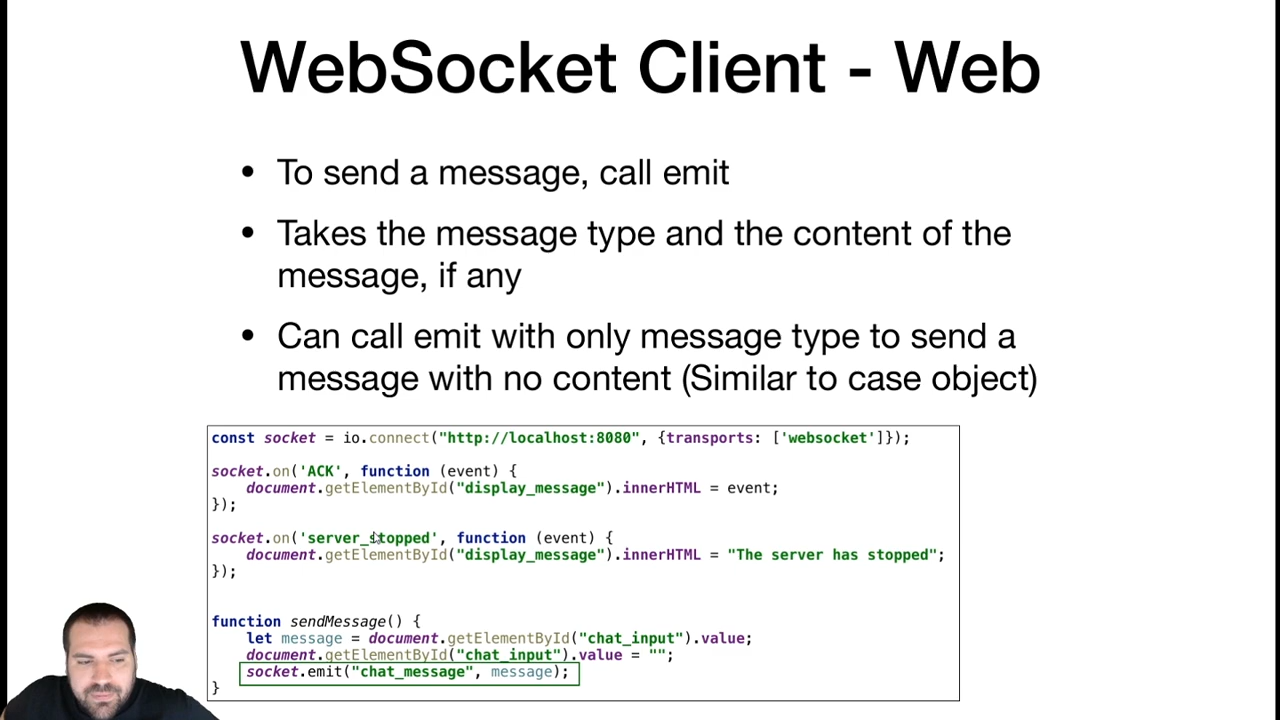 WebSocket Client - Web
• To send a message, call emit
• Takes the message type and the content of the
message, if any
• Can call emit with only message type to send a
message with no content (Similar to case object)
const socket = io.connect("http://localhost:8080", {transports: ['websocket']});
socket.on('ACK', function (event) {
    document.getElementById("display_message").innerHTML = event;
});
socket.on('server_stopped', function (event) {
    document.getElementById("display_message").innerHTML = "The server has stopped";
});
function sendMessage() {
    let message = document.getElementById("chat_input").value;
    document.getElementById("chat_input").value = "";
    socket.emit("chat_message", message);
}